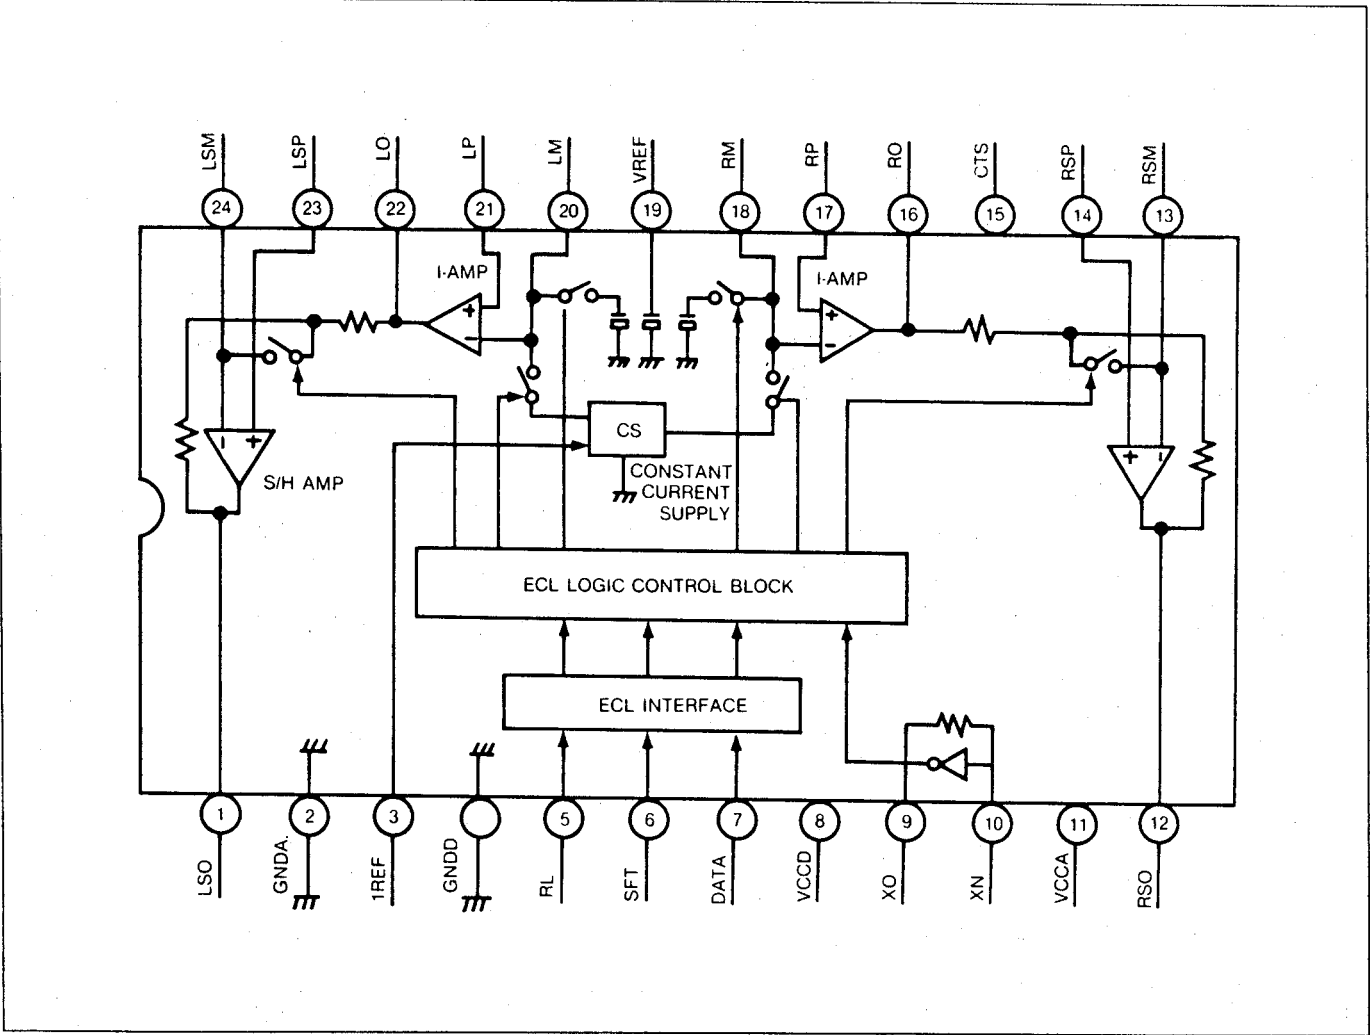 LSM LSP LO LP LM VREF RM RP RO CTS RSP RSM
24 23 22 21 20 19 18 17 16 15 14 13
I-AMP I-AMP
+ +
− −
CS
− + + −
S/H AMP
CONSTANT
CURRENT
SUPPLY
ECL LOGIC CONTROL BLOCK
ECL INTERFACE
1 2 3 5 6 7 8 9 10 11 12
LSO GNDA. 1REF GNDD RL SFT DATA VCCD XO XN VCCA RSO